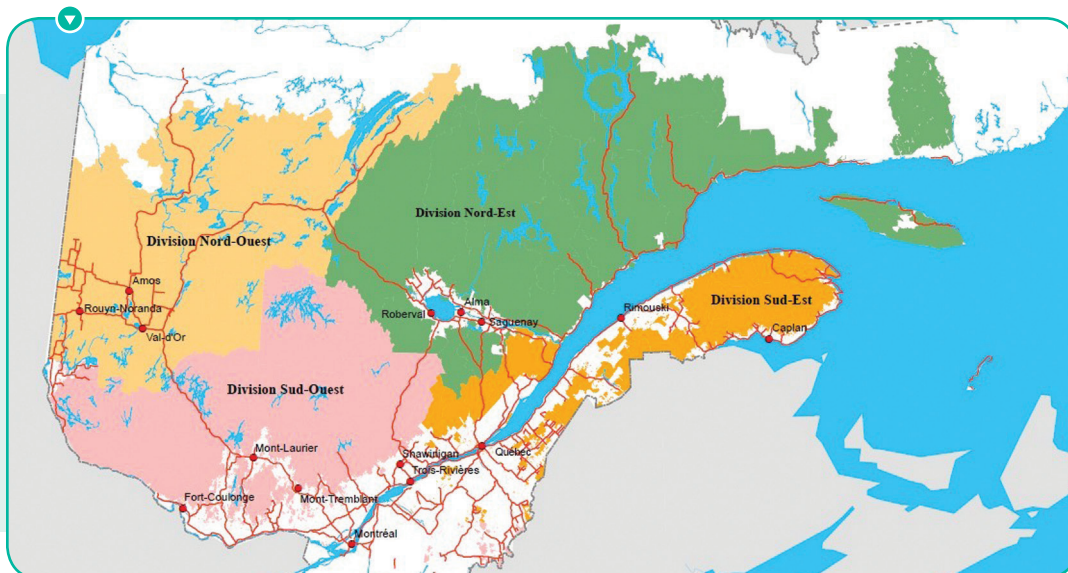 Division Nord-Est
Division Nord-Ouest
Amos
Rouyn-Noranda
Val-d'Or
Roberval
Alma
Saguenay
Rimouski
Division Sud-Est
Caplan
Division Sud-Ouest
Mont-Laurier
Shawinigan
Québec
Trois-Rivières
Fort-Coulonge
Mont-Tremblant
Montréal